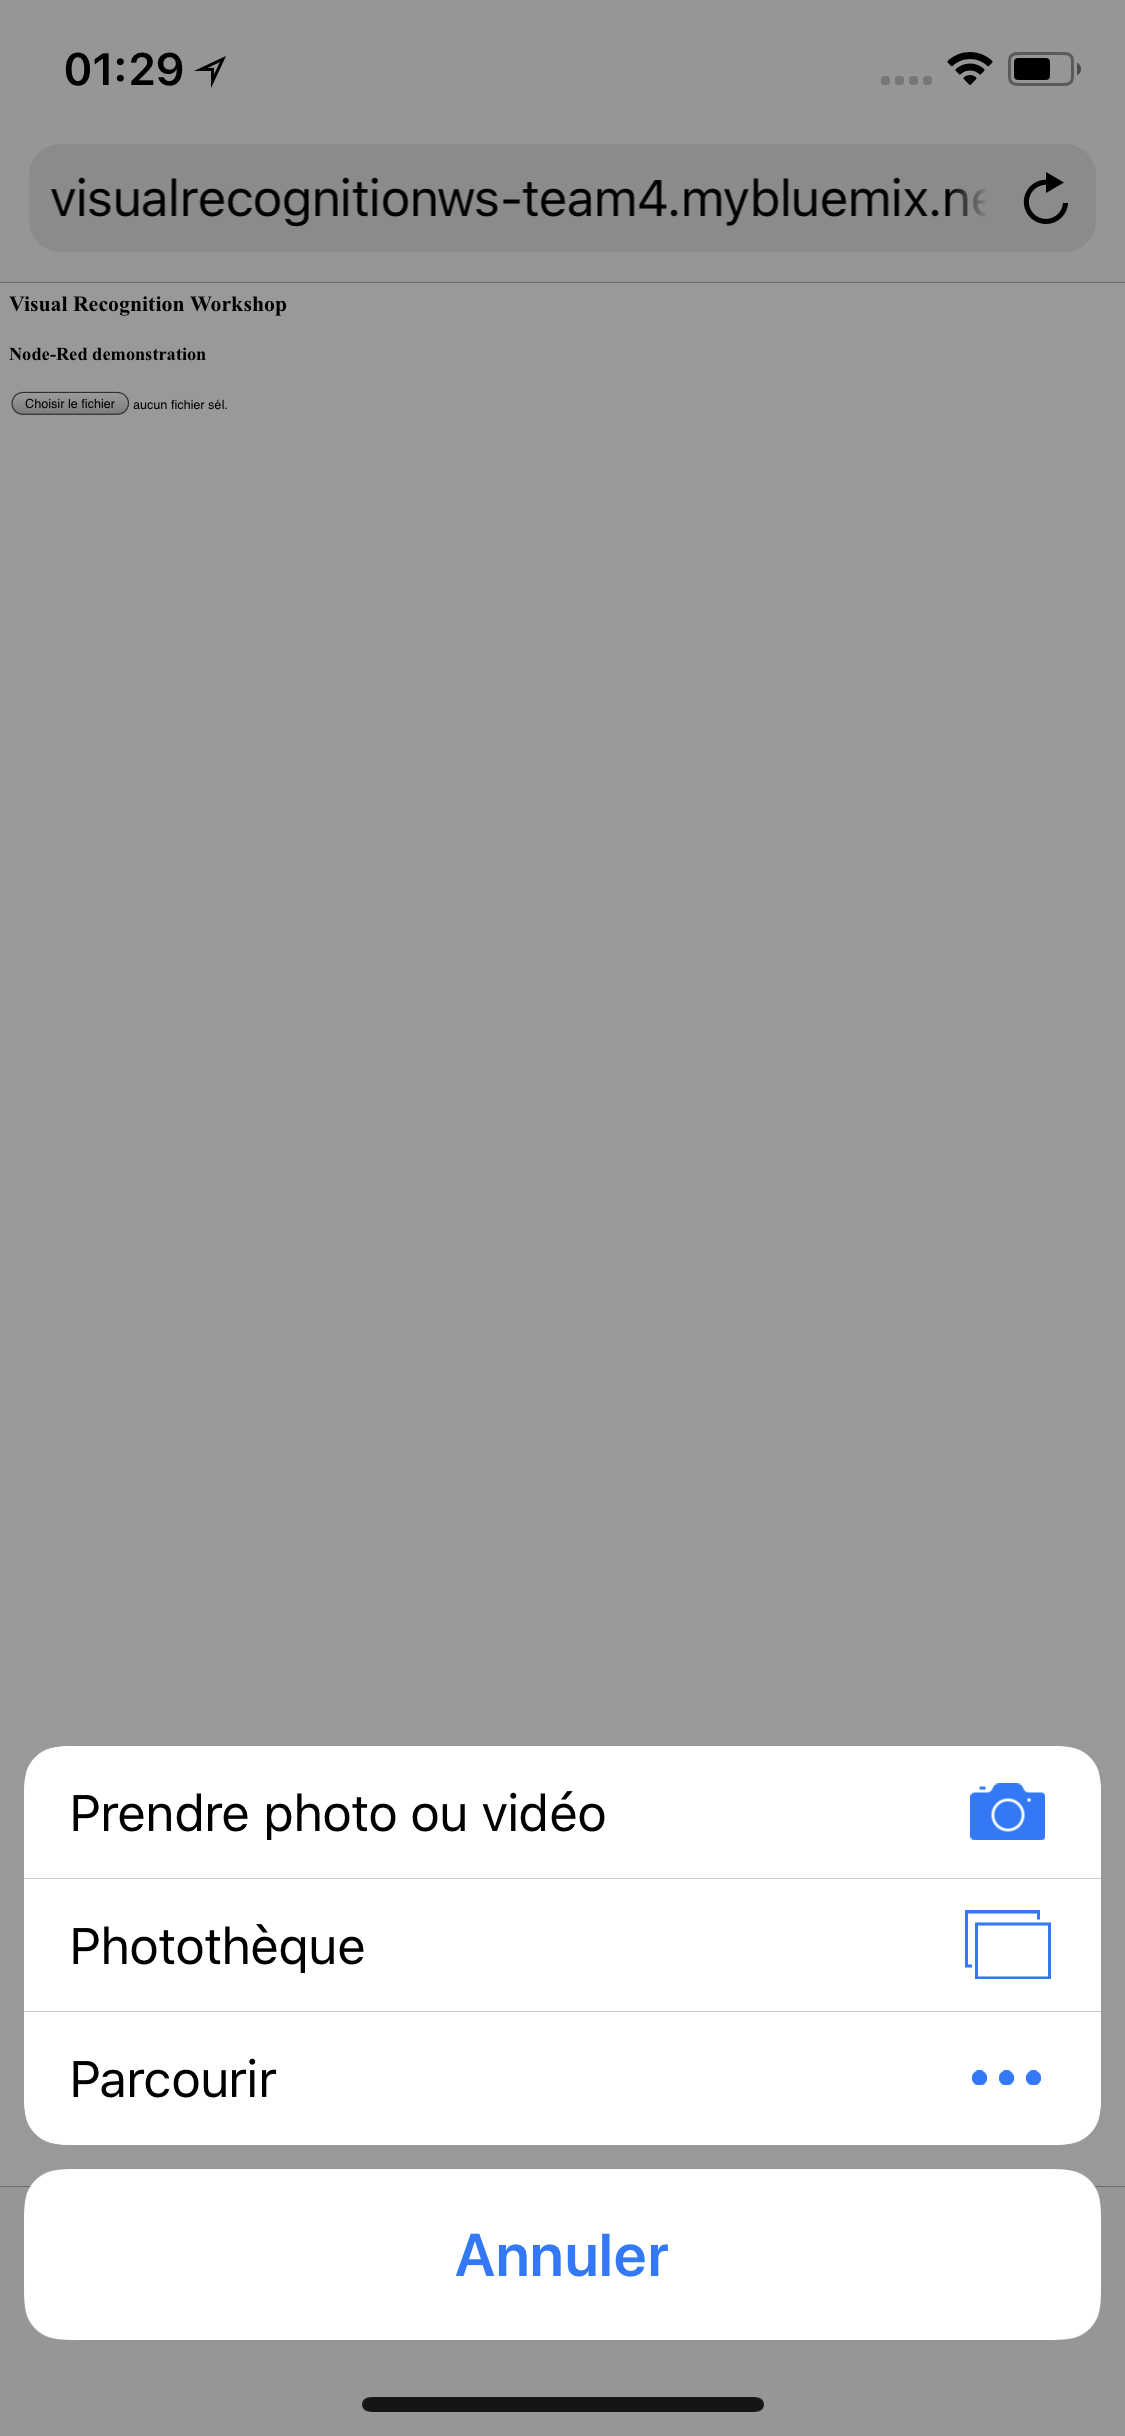 01:29
visualrecognitionws-team4.mybluemix.ne
Visual Recognition Workshop
Node-Red demonstration
Choisir le fichier aucun fichier sél.
Prendre photo ou vidéo
Photothèque
Parcourir
Annuler